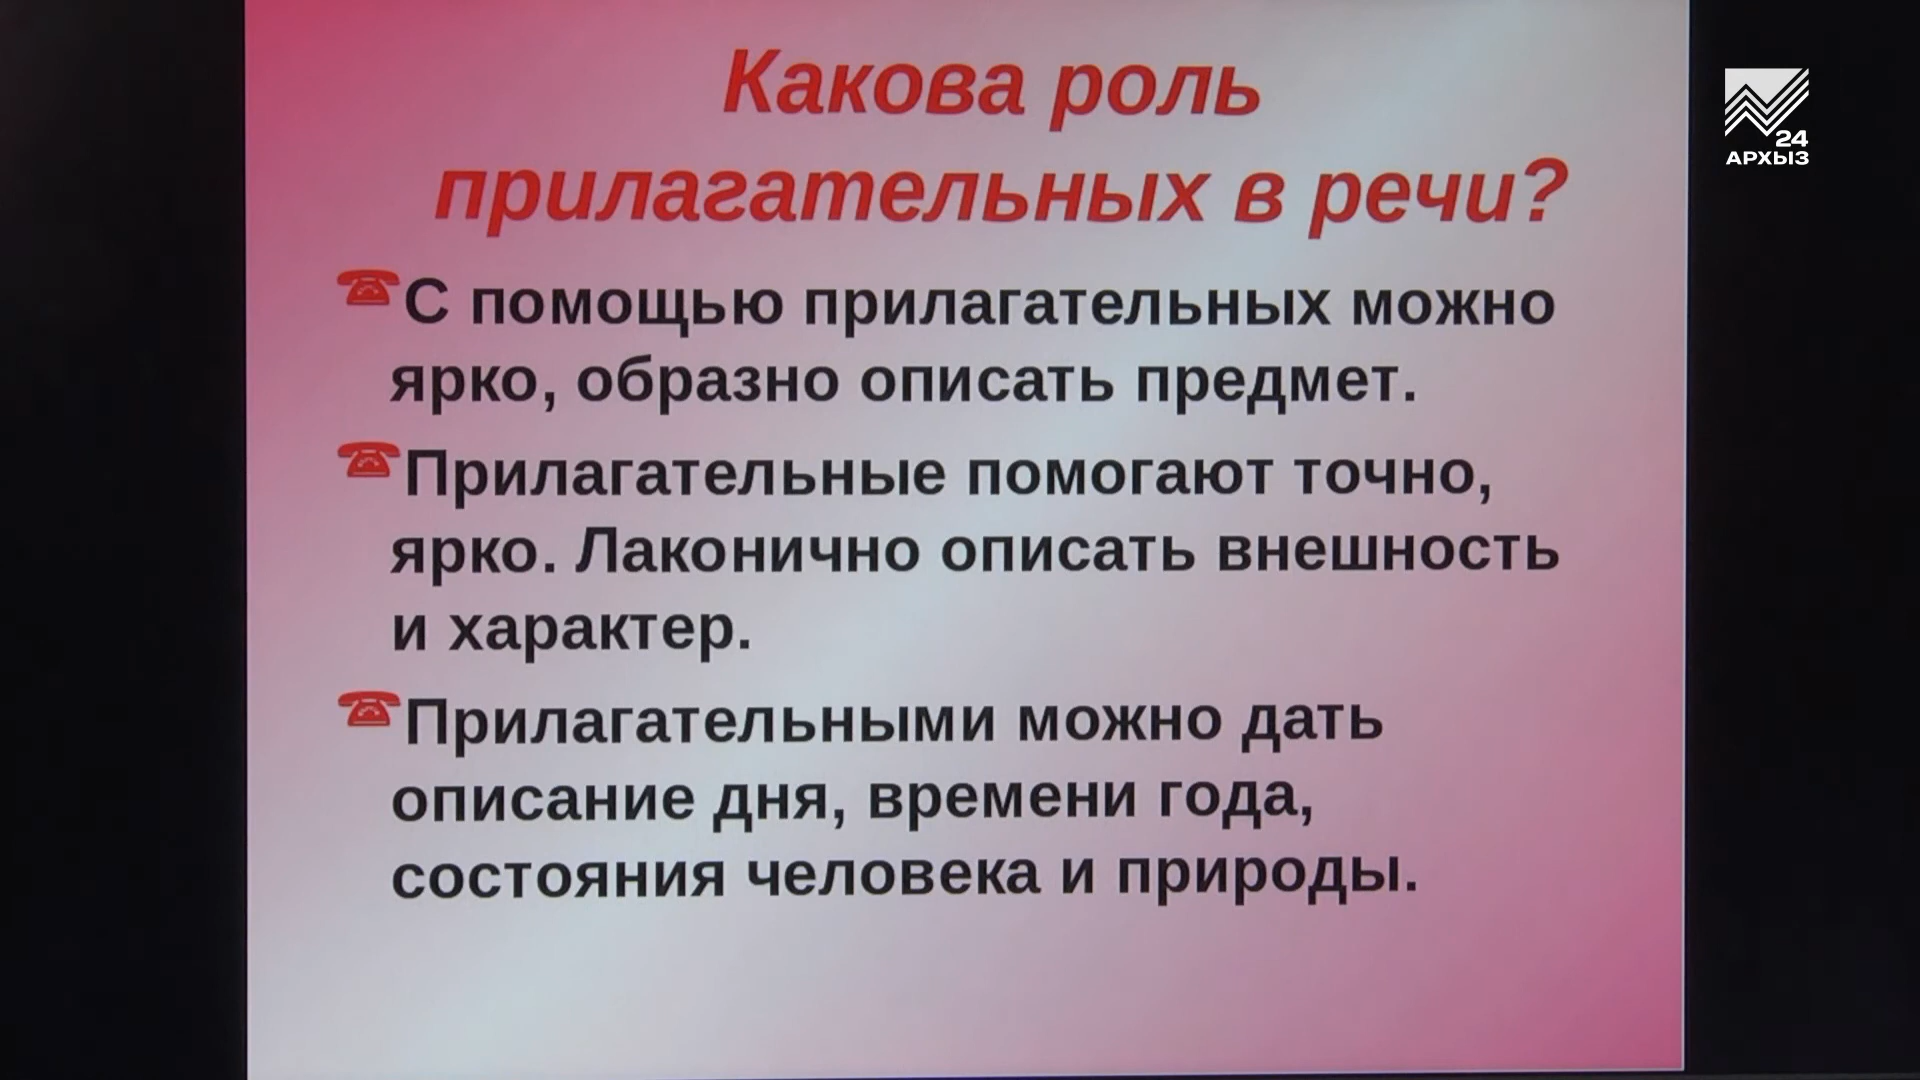 Какова роль
прилагательных в речи?
С помощью прилагательных можно
ярко, образно описать предмет.
Прилагательные помогают точно,
ярко. Лаконично описать внешность
и характер.
Прилагательными можно дать
описание дня, времени года,
состояния человека и природы.
24
АРХЫЗ